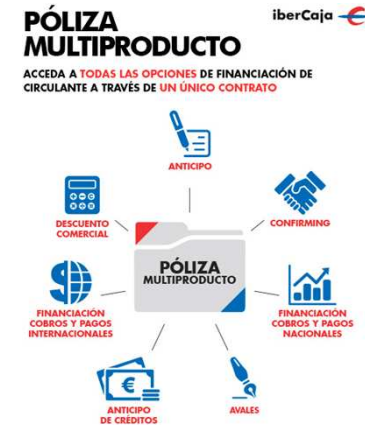 PÓLIZA
MULTIPRODUCTO
iberCaja
ACCEDA A TODAS LAS OPCIONES DE FINANCIACIÓN DE
CIRCULANTE A TRAVÉS DE UN ÚNICO CONTRATO
ANTICIPO
DESCUENTO
COMERCIAL
CONFIRMING
PÓLIZA
MULTIPRODUCTO
FINANCIACIÓN
COBROS Y PAGOS
INTERNACIONALES
FINANCIACIÓN
COBROS Y PAGOS
NACIONALES
ANTICIPO
DE CRÉDITOS
AVALES